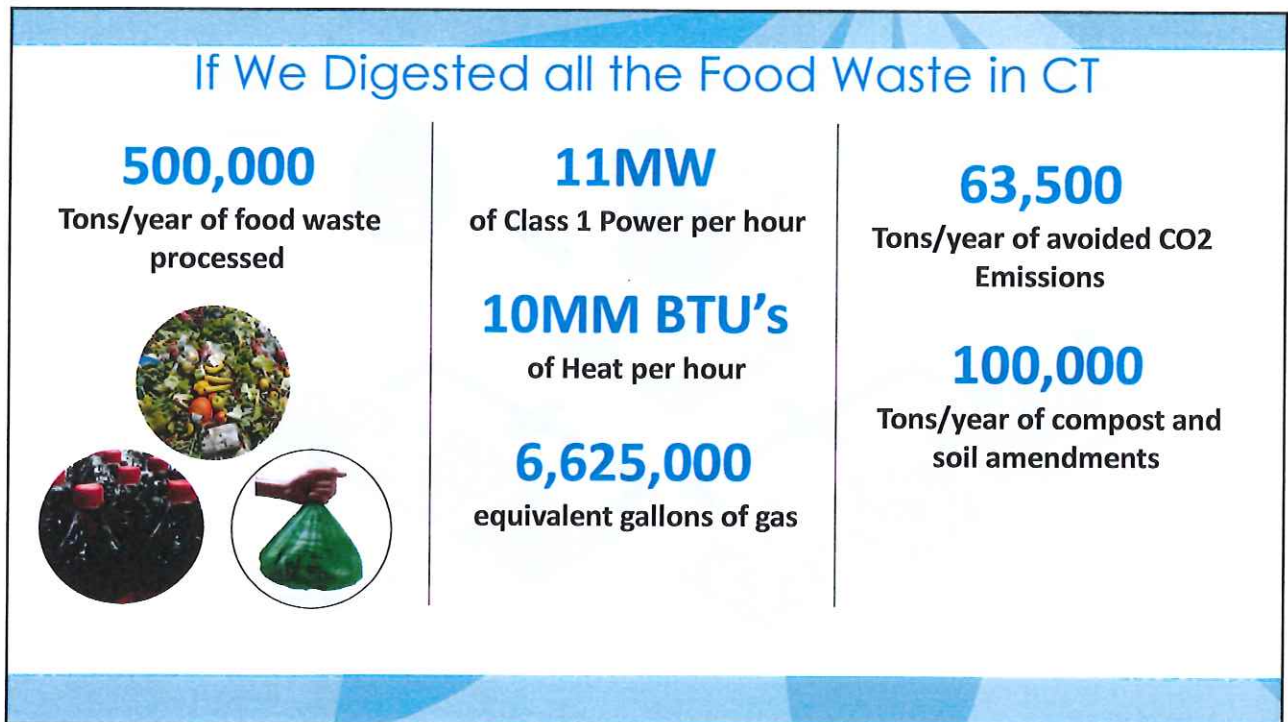 If We Digested all the Food Waste in CT
500,000
Tons/year of food waste
processed
11MW
of Class 1 Power per hour
10MM BTU’s
of Heat per hour
6,625,000
equivalent gallons of gas
63,500
Tons/year of avoided CO2
Emissions
100,000
Tons/year of compost and
soil amendments